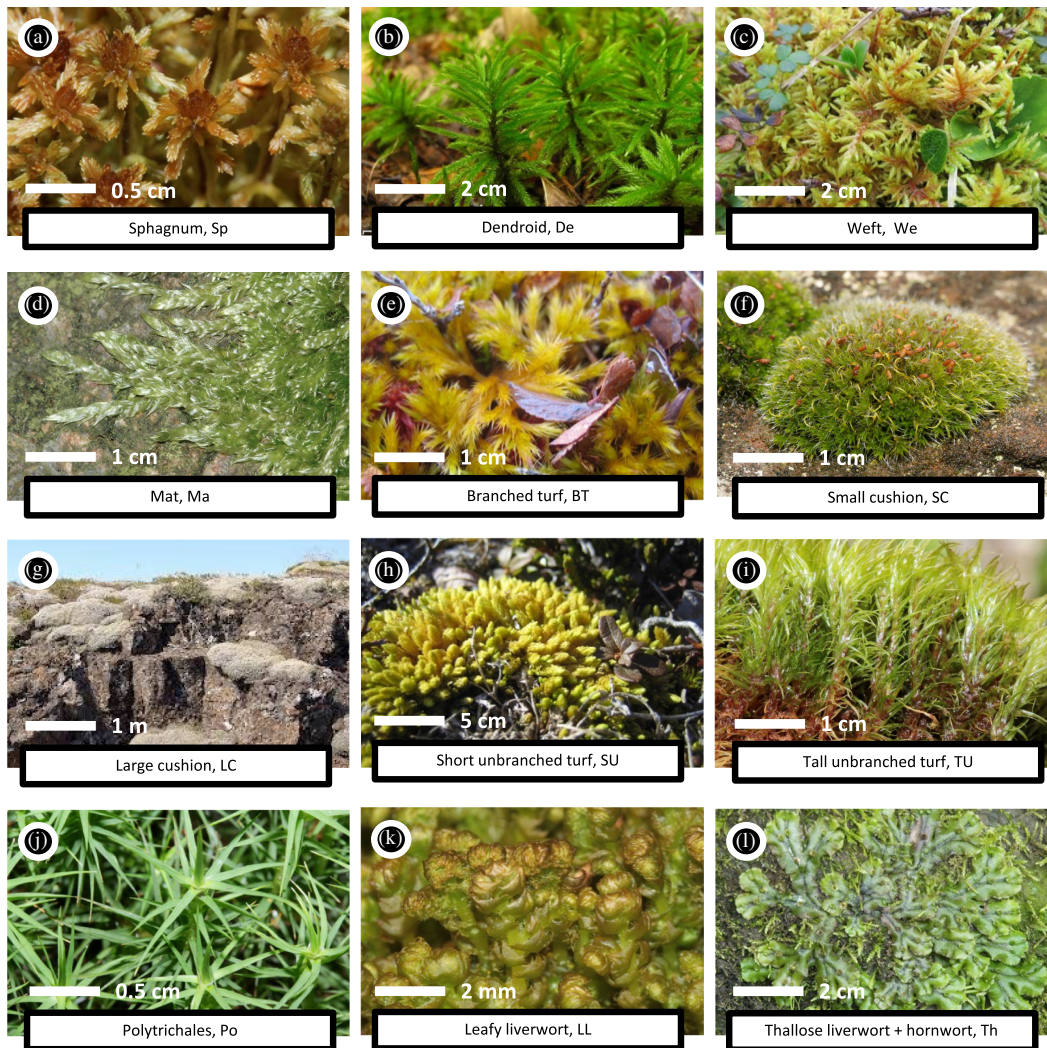 (a)
0.5 cm
Sphagnum, Sp
(b)
2 cm
Dendroid, De
(c)
2 cm
Weft, We
(d)
1 cm
Mat, Ma
(e)
1 cm
Branched turf, BT
(f)
1 cm
Small cushion, SC
(g)
1 m
Large cushion, LC
(h)
5 cm
Short unbranched turf, SU
(i)
1 cm
Tall unbranched turf, TU
(j)
0.5 cm
Polytrichales, Po
(k)
2 mm
Leafy liverwort, LL
(l)
2 cm
Thallose liverwort + hornwort, Th